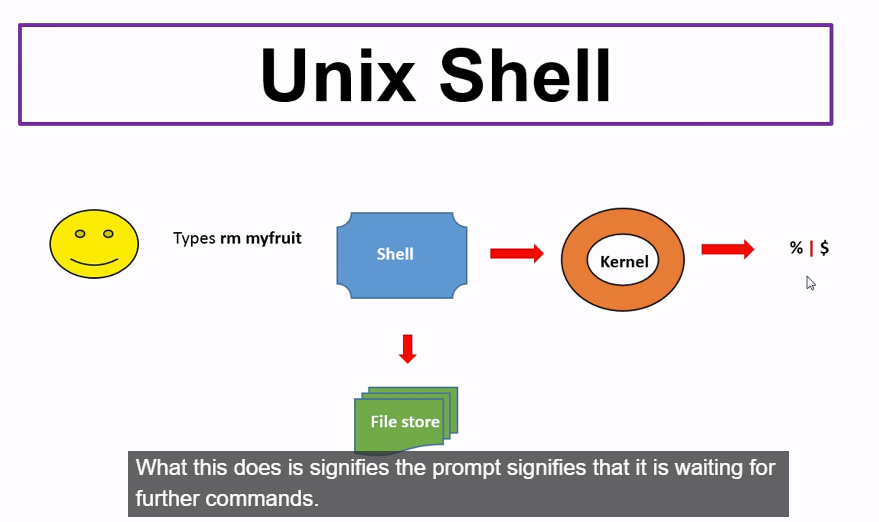 Unix Shell
Types rm myfruit
Shell
Kernel
% | $
File store
What this does is signifies the prompt signifies that it is waiting for
further commands.